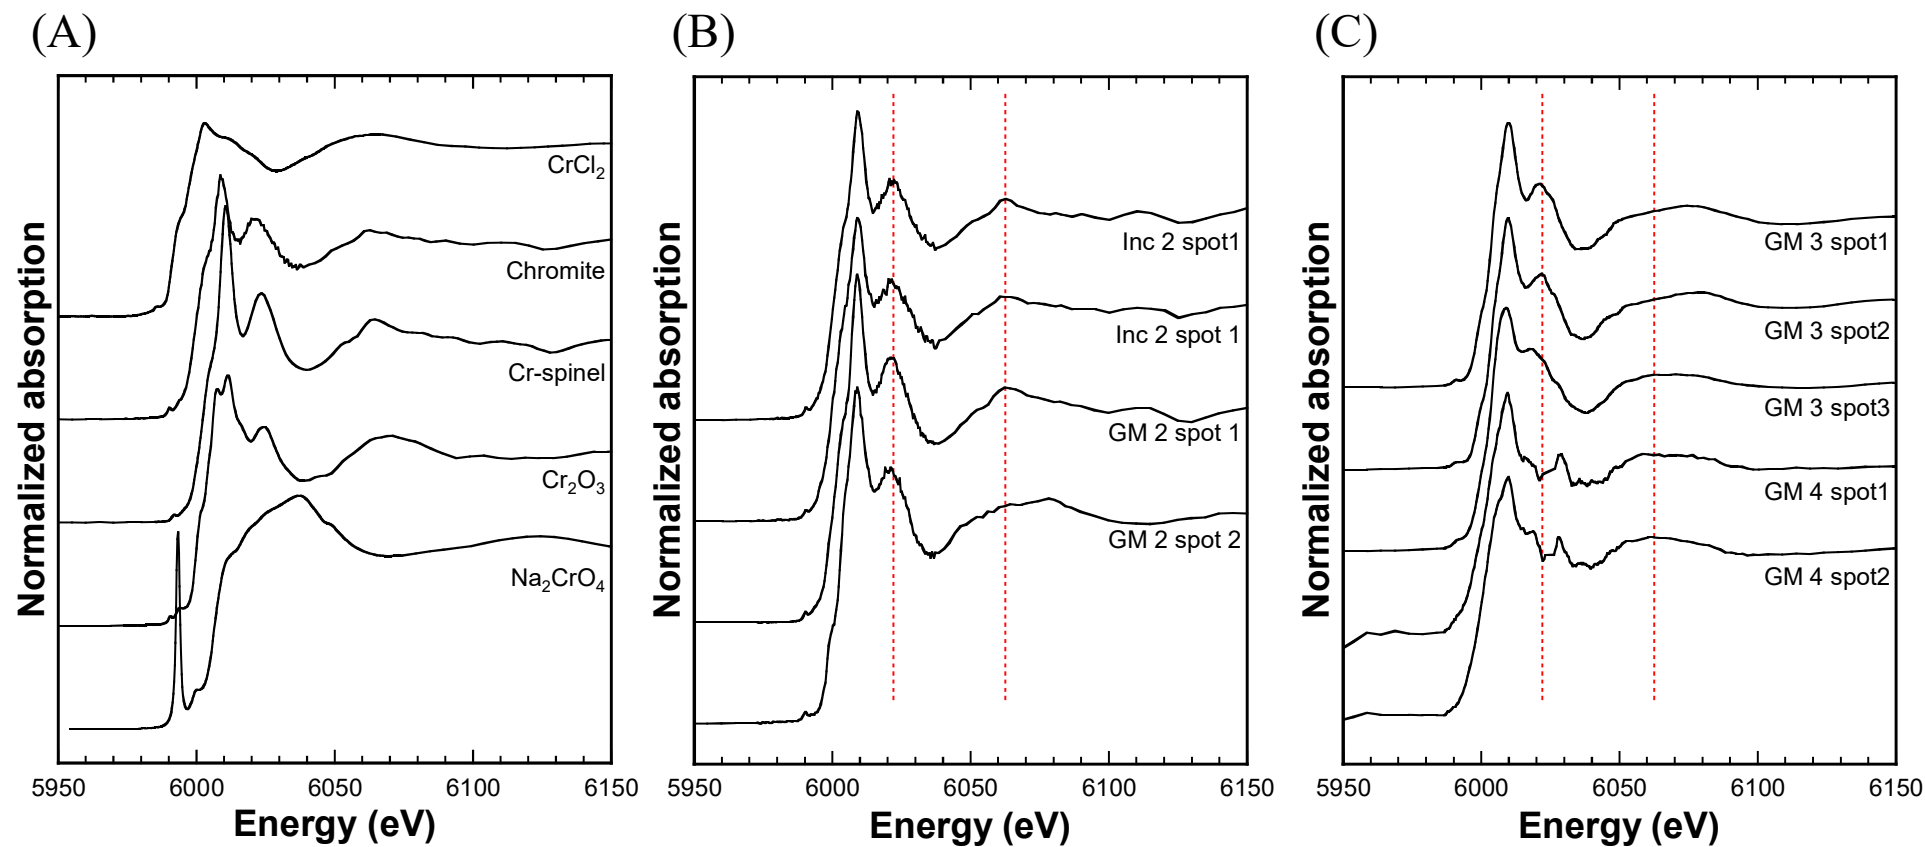 (A)
(B)
(C)
Normalized absorption
CrCl₂
Chromite
Cr-spinel
Cr₂O₃
Na₂CrO₄
5950 6000 6050 6100 6150
Energy (eV)
Normalized absorption
Inc 2 spot1
Inc 2 spot 1
GM 2 spot 1
GM 2 spot 2
5950 6000 6050 6100 6150
Energy (eV)
Normalized absorption
GM 3 spot1
GM 3 spot2
GM 3 spot3
GM 4 spot1
GM 4 spot2
5950 6000 6050 6100 6150
Energy (eV)